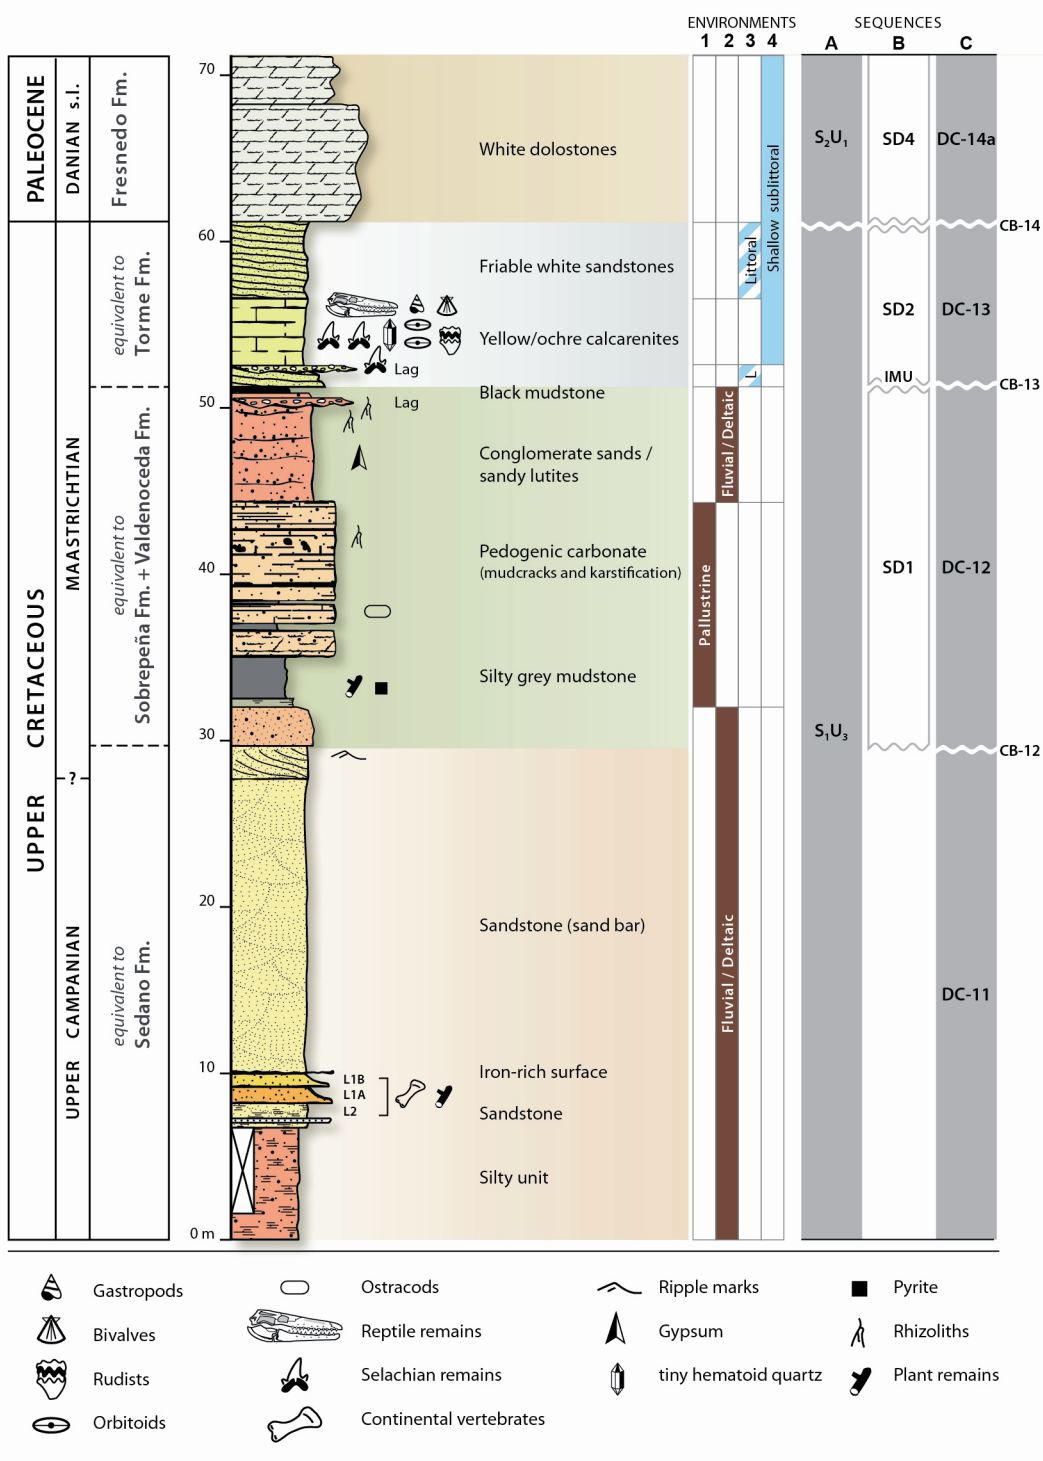 ENVIRONMENTS
SEQUENCES
1 2 3 4
A B C
PALEOCENE
DANIAN s.l.
Fresnedo Fm.
70
White dolostones
Shallow sublittoral
S2U1
SD4
DC-14a
CB-14
60
equivalent to
Torme Fm.
Friable white sandstones
Littoral
Yellow/ochre calcarenites
SD2
DC-13
Lag
L
IMU
CB-13
UPPER CRETACEOUS
MAASTRICHTIAN
equivalent to
Sobrepeña Fm. + Valdenoceda Fm.
Black mudstone
50
Lag
Conglomerate sands /
sandy lutites
Fluvial / Deltaic
Pedogenic carbonate
(mudcracks and karstification)
40
Pallustrine
SD1
DC-12
Silty grey mudstone
30
S1U3
CB-12
?
UPPER CAMPANIAN
equivalent to
Sedano Fm.
20
Sandstone (sand bar)
Fluvial / Deltaic
DC-11
10
Iron-rich surface
L1B
L1A
L2
Sandstone
Silty unit
0 m
Gastropods
Ostracods
Ripple marks
Pyrite
Bivalves
Reptile remains
Gypsum
Rhizoliths
Rudists
Selachian remains
tiny hematoid quartz
Plant remains
Orbitoids
Continental vertebrates